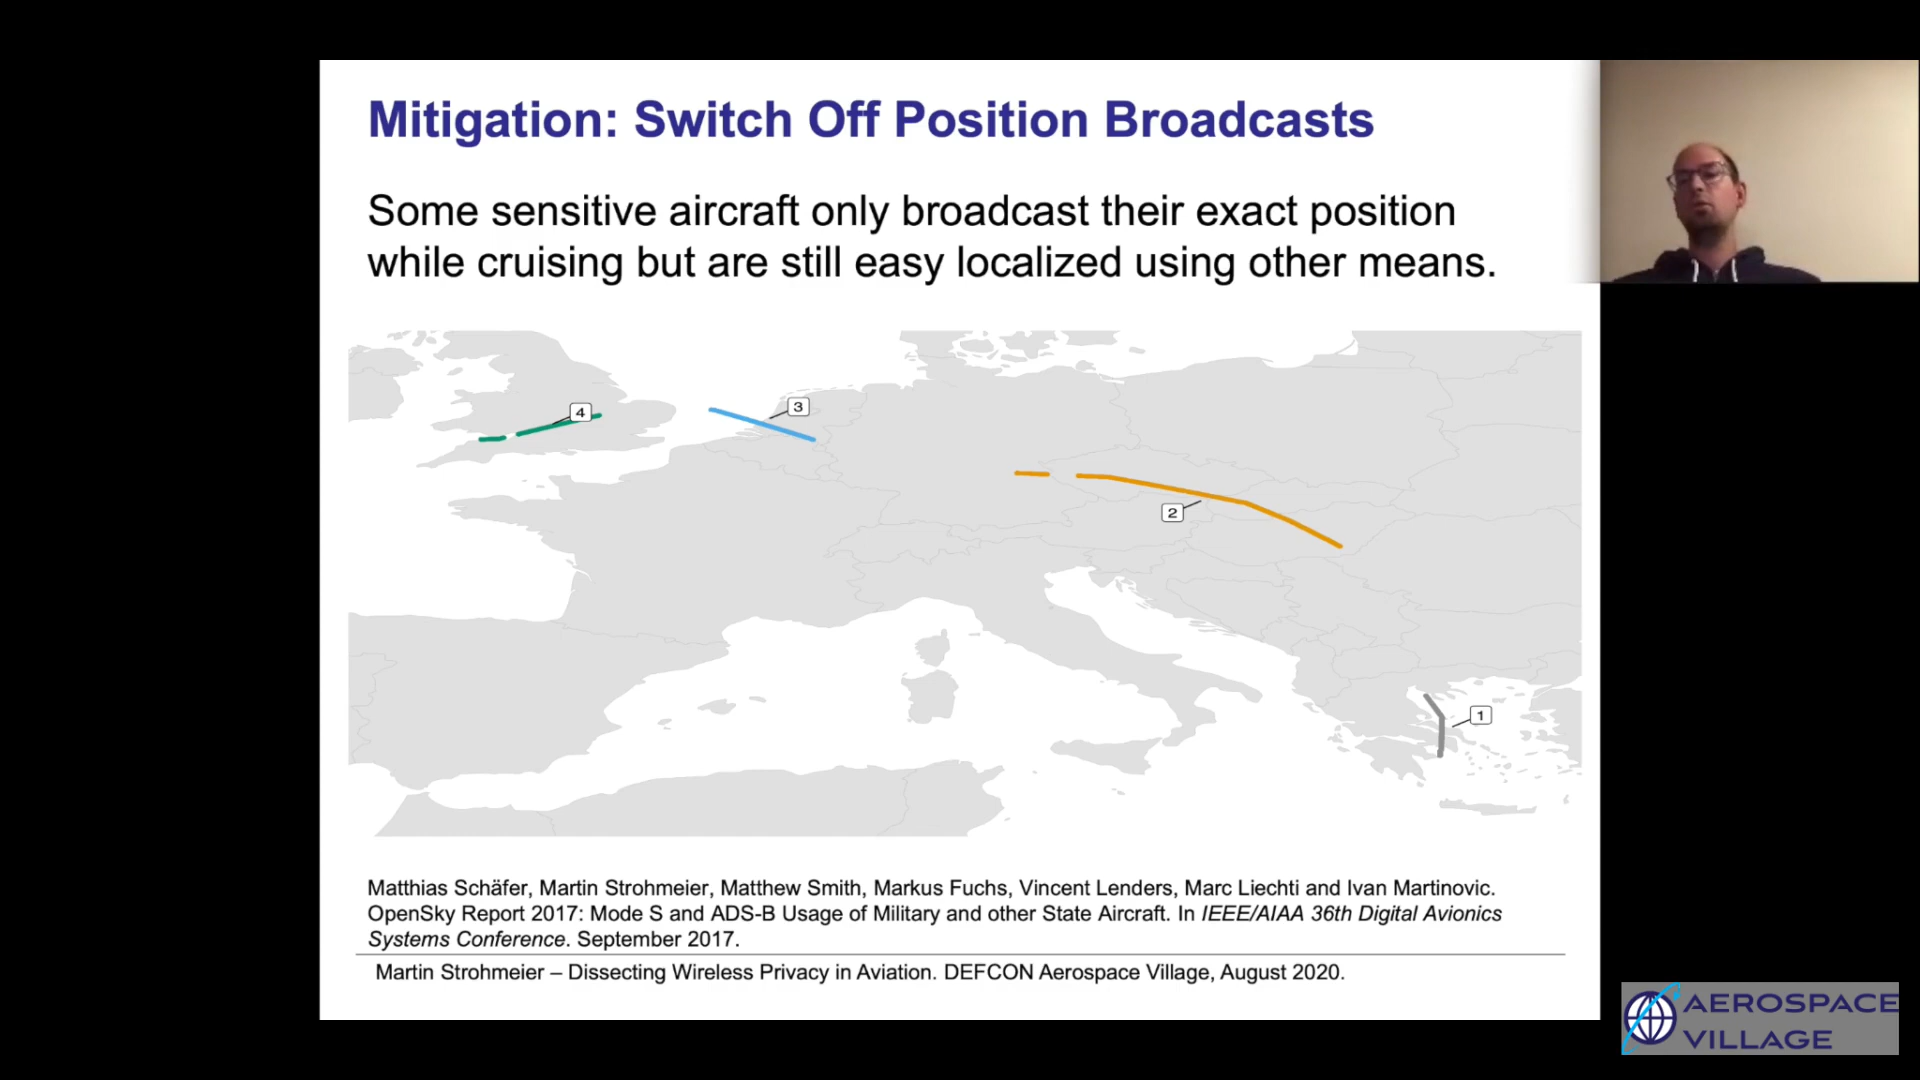 Mitigation: Switch Off Position Broadcasts
Some sensitive aircraft only broadcast their exact position
while cruising but are still easy localized using other means.
4
3
2
1
Matthias Schäfer, Martin Strohmeier, Matthew Smith, Markus Fuchs, Vincent Lenders, Marc Liechti and Ivan Martinovic.
OpenSky Report 2017: Mode S and ADS-B Usage of Military and other State Aircraft. In IEEE/AIAA 36th Digital Avionics
Systems Conference. September 2017.
Martin Strohmeier – Dissecting Wireless Privacy in Aviation. DEFCON Aerospace Village, August 2020.
AEROSPACE
VILLAGE